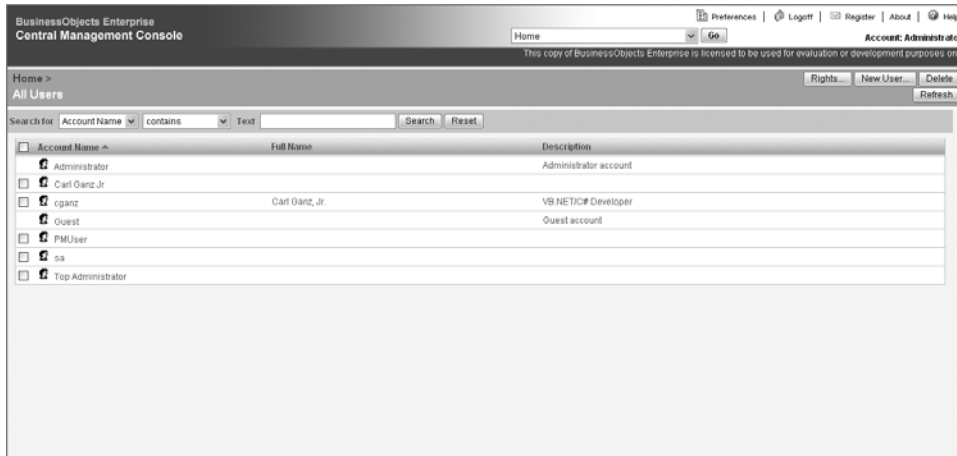 BusinessObjects Enterprise
Central Management Console
Preferences | Logoff | Register | About | Help
Home Go
Account: Administrato
This copy of BusinessObjects Enterprise is licensed to be used for evaluation or development purposes on
Home >
All Users
Rights... New User... Delete
Refresh
Search for Account Name contains Text Search Reset
Account Name Full Name Description
Administrator Administrator account
Carl Ganz Jr
cganz Carl Ganz, Jr. VB.NET/C# Developer
Guest Guest account
PMUser
sa
Top Administrator